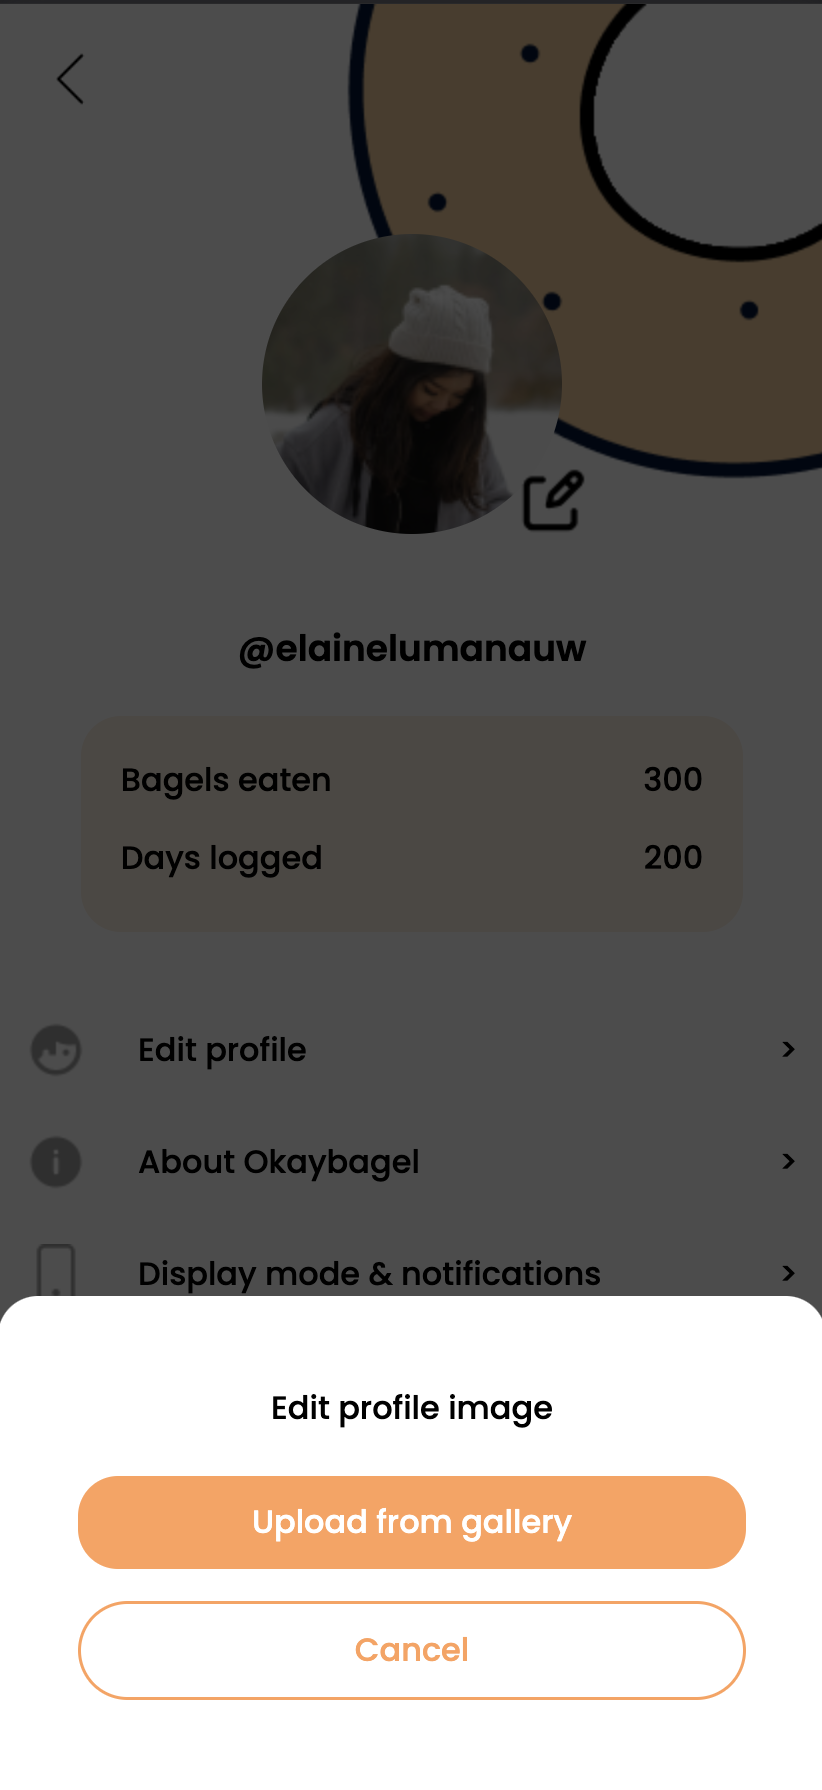 @elainelumanauw
Bagels eaten 300
Days logged 200
Edit profile >
About Okaybagel >
Display mode & notifications >
Edit profile image
Upload from gallery
Cancel